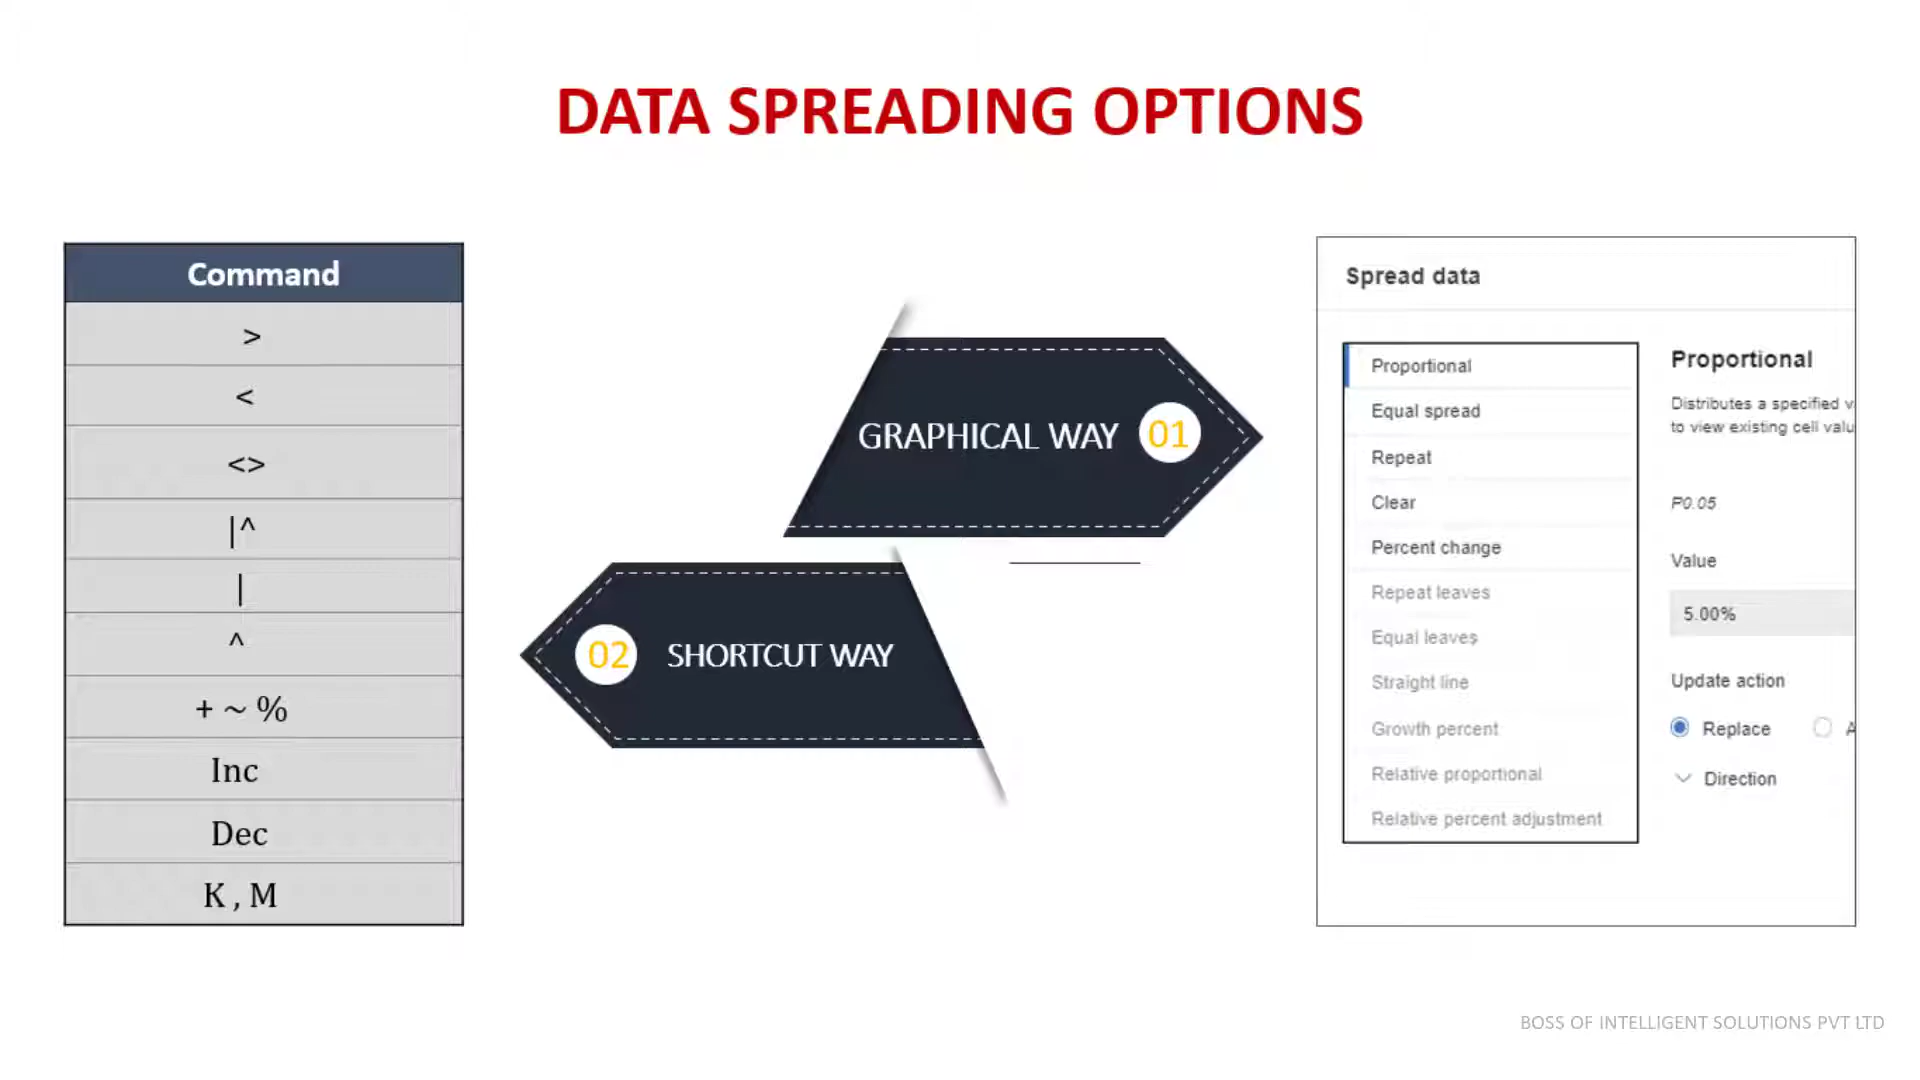 DATA SPREADING OPTIONS
Command
>
<
<>
|^
|
^
+ ~ %
Inc
Dec
K , M
GRAPHICAL WAY 01
02 SHORTCUT WAY
Spread data
Proportional
Equal spread
Repeat
Clear
Percent change
Repeat leaves
Equal leaves
Straight line
Growth percent
Relative proportional
Relative percent adjustment
Proportional
Distributes a specified v
to view existing cell valu
P0.05
Value
5.00%
Update action
Replace A
Direction
BOSS OF INTELLIGENT SOLUTIONS PVT LTD